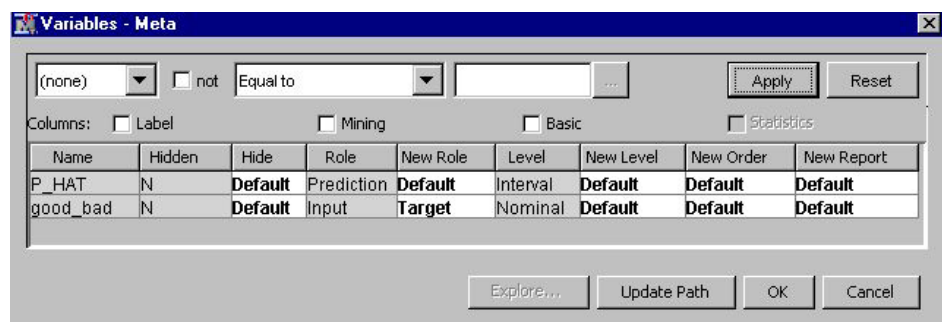 Variables - Meta
(none) not Equal to ... Apply Reset
Columns: Label Mining Basic Statistics
Name Hidden Hide Role New Role Level New Level New Order New Report
P_HAT N Default Prediction Default Interval Default Default Default
good_bad N Default Input Target Nominal Default Default Default
Explore... Update Path OK Cancel